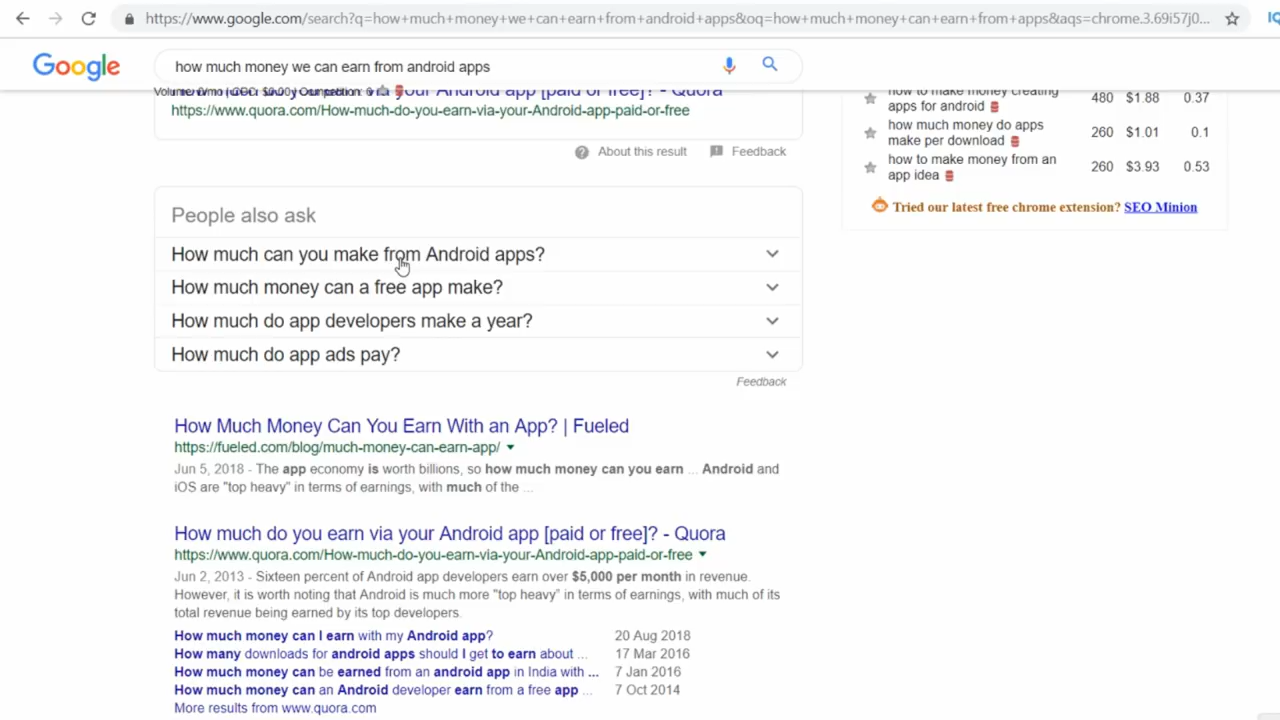 https://www.google.com/search?q=how+much+money+we+can+earn+from+android+apps&oq=how+much+money+can+earn+from+apps&aqs=chrome.3.69i57j0...
Google
how much money we can earn from android apps
via your Android app [paid or free]? - Quora
https://www.quora.com/How-much-do-you-earn-via-your-Android-app-paid-or-free
About this result
Feedback
how to make money creating apps for android 480 $1.88 0.37
how much money do apps make per download 260 $1.01 0.1
how to make money from an app idea 260 $3.93 0.53
Tried our latest free chrome extension? SEO Minion
People also ask
How much can you make from Android apps?
How much money can a free app make?
How much do app developers make a year?
How much do app ads pay?
Feedback
How Much Money Can You Earn With an App? | Fueled
https://fueled.com/blog/much-money-can-earn-app/
Jun 5, 2018 - The app economy is worth billions, so how much money can you earn ... Android and
iOS are "top heavy" in terms of earnings, with much of the ...
How much do you earn via your Android app [paid or free]? - Quora
https://www.quora.com/How-much-do-you-earn-via-your-Android-app-paid-or-free
Jun 2, 2013 - Sixteen percent of Android app developers earn over $5,000 per month in revenue.
However, it is worth noting that Android is much more "top heavy" in terms of earnings, with much of its
total revenue being earned by its top developers.
How much money can I earn with my Android app? 20 Aug 2018
How many downloads for android apps should I get to earn about ... 17 Mar 2016
How much money can be earned from an android app in India with ... 7 Jan 2016
How much money can an Android developer earn from a free app ... 7 Oct 2014
More results from www.quora.com